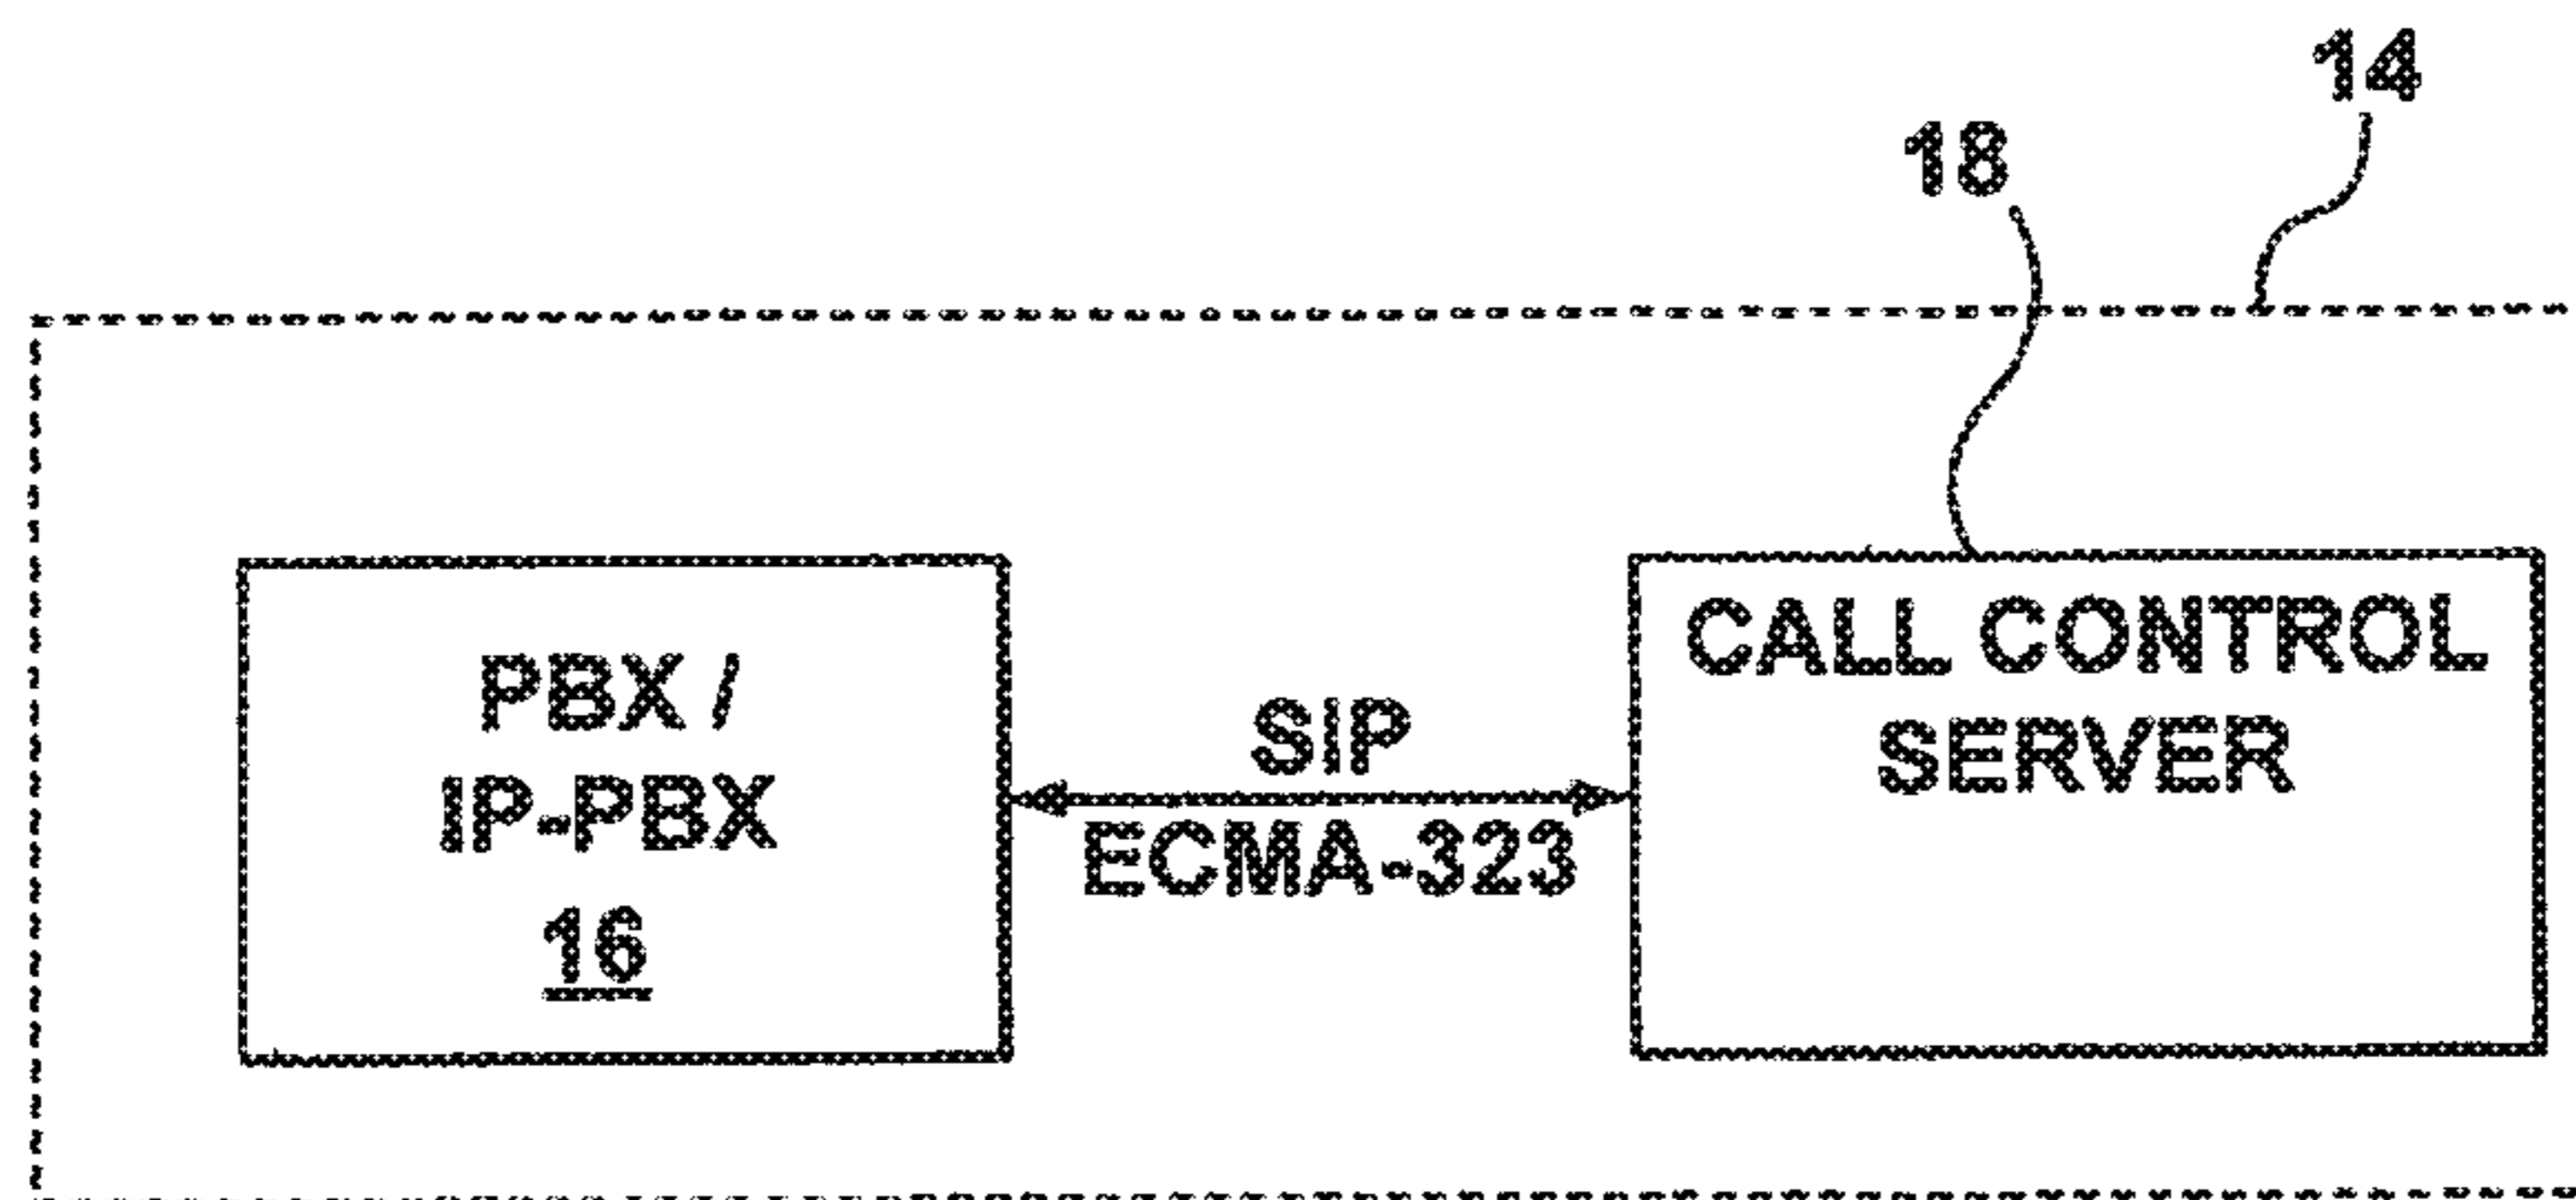 14
18
PBX /
IP-PBX
16
SIP
ECMA-323
CALL CONTROL
SERVER